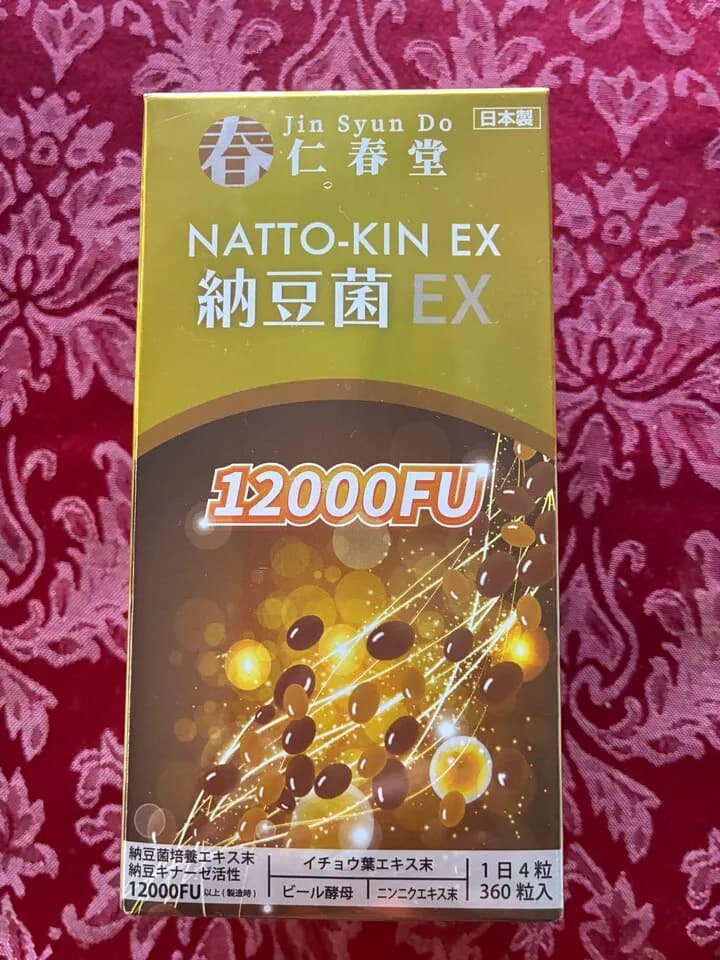 春
Jin Syun Do
仁春堂
日本製
NATTO-KIN EX
納豆菌 EX
12000FU
納豆菌培養エキス末
納豆キナーゼ活性
12000FU以上(製造時)
イチョウ葉エキス末
ビール酵母
ニンニクエキス末
1日4粒
360粒入